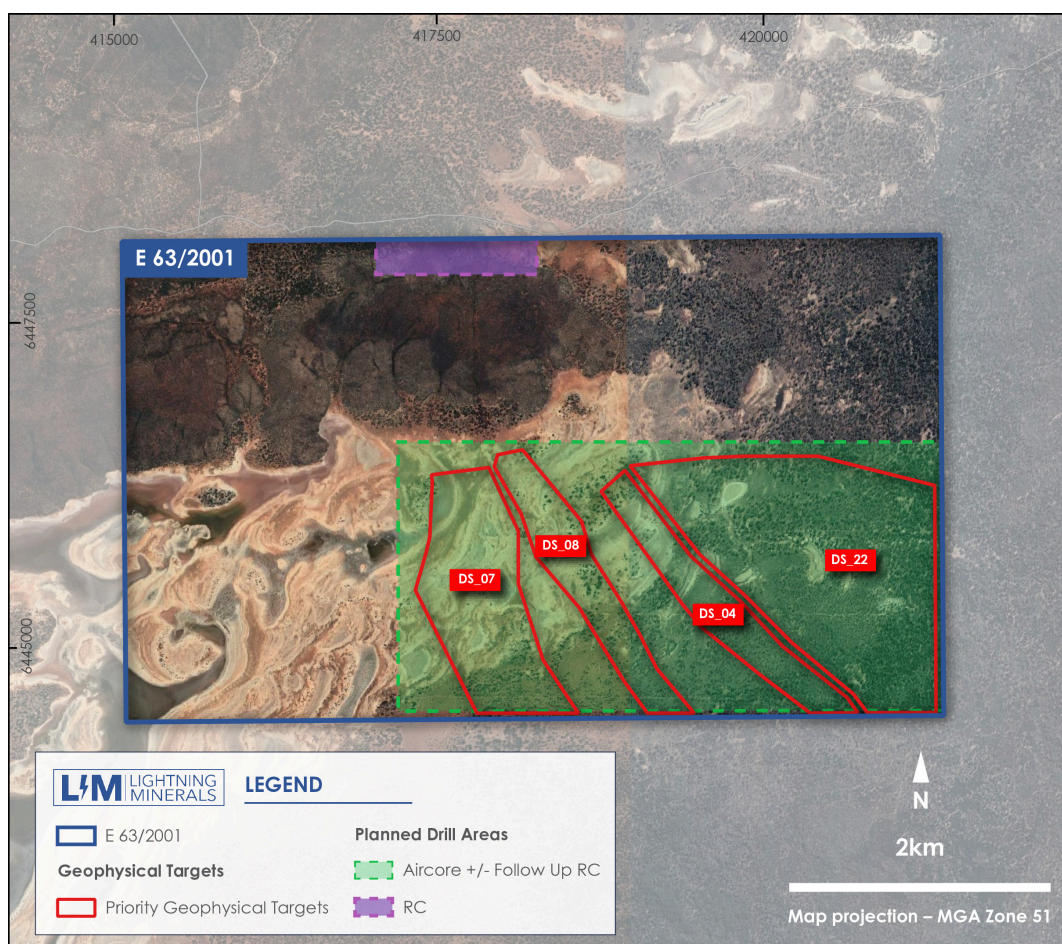 415000
417500
420000
E 63/2001
6447500
6445000
DS_08
DS_22
DS_07
DS_04
LM LIGHTNING
MINERALS
LEGEND
E 63/2001
Geophysical Targets
Priority Geophysical Targets
Planned Drill Areas
Aircore +/- Follow Up RC
RC
N
2km
Map projection – MGA Zone 51